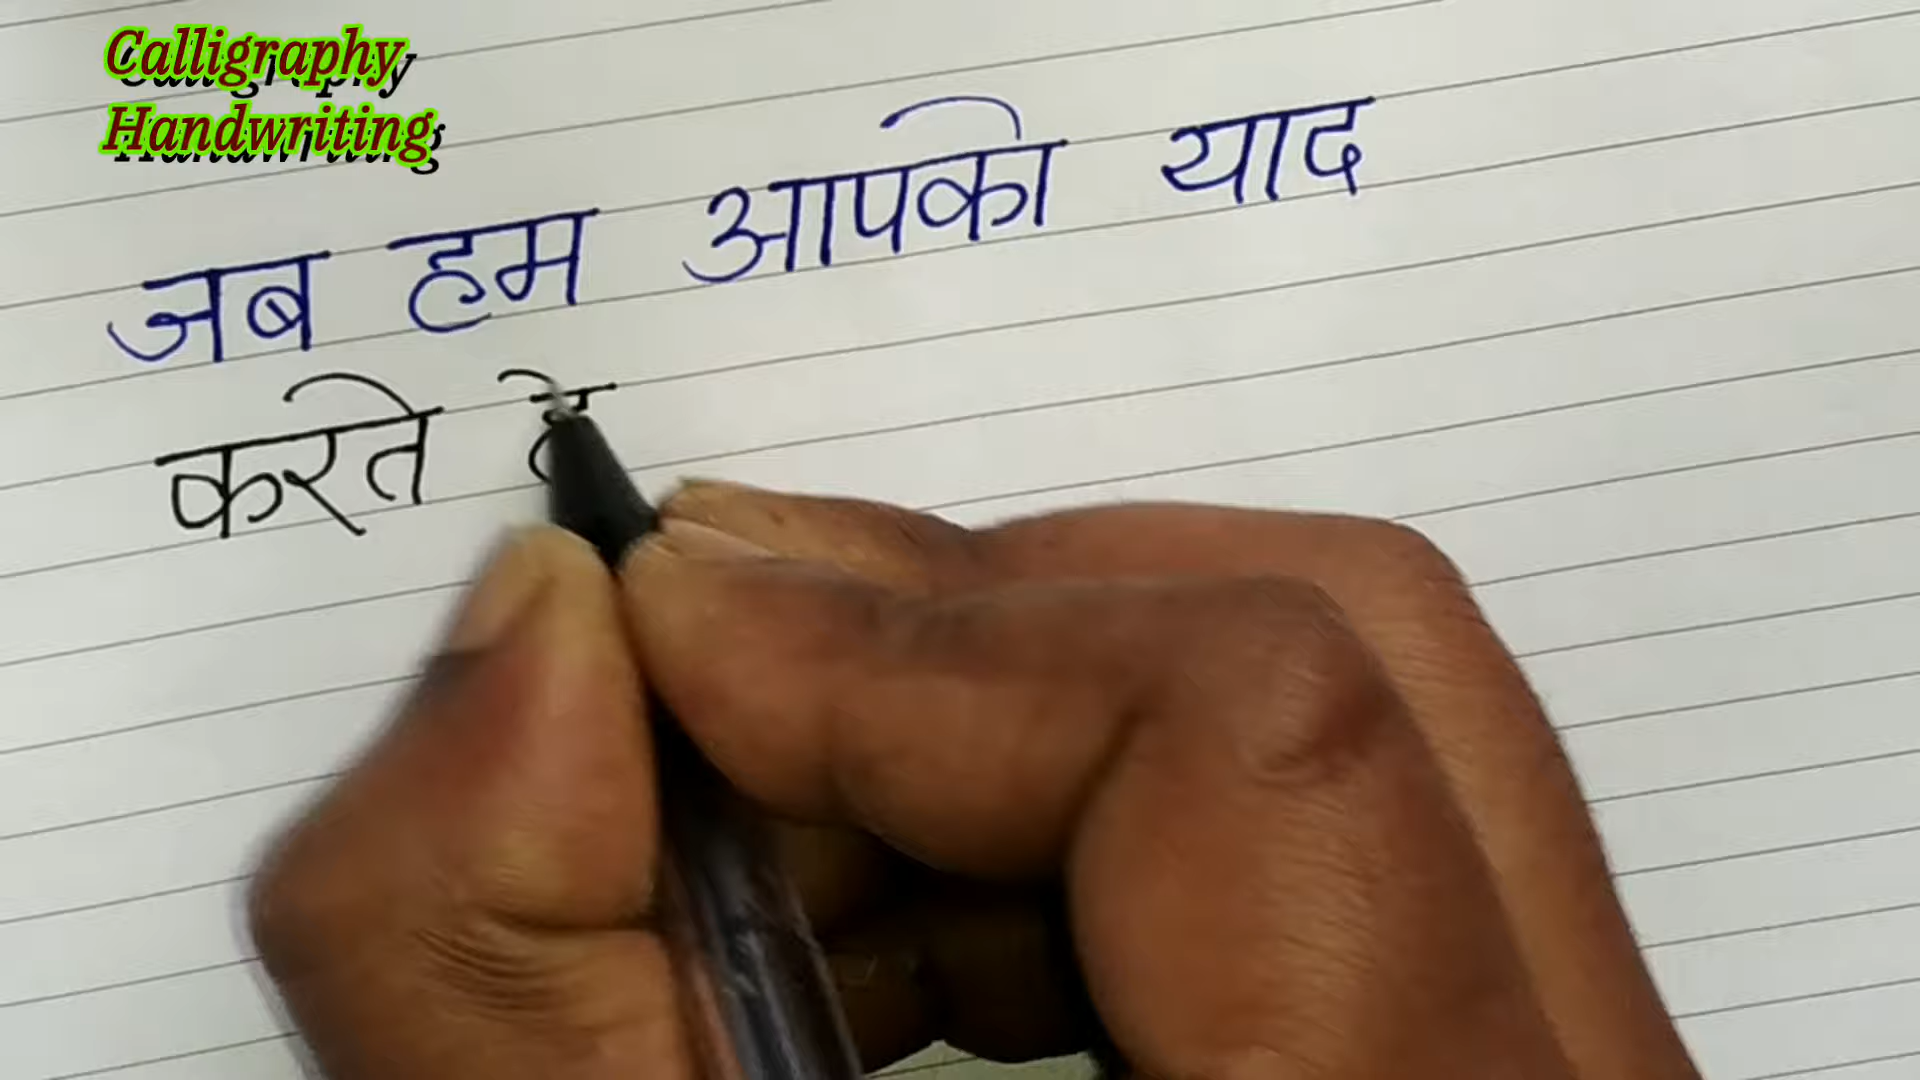 Calligraphy
Handwriting
जब हम आपको याद
करते